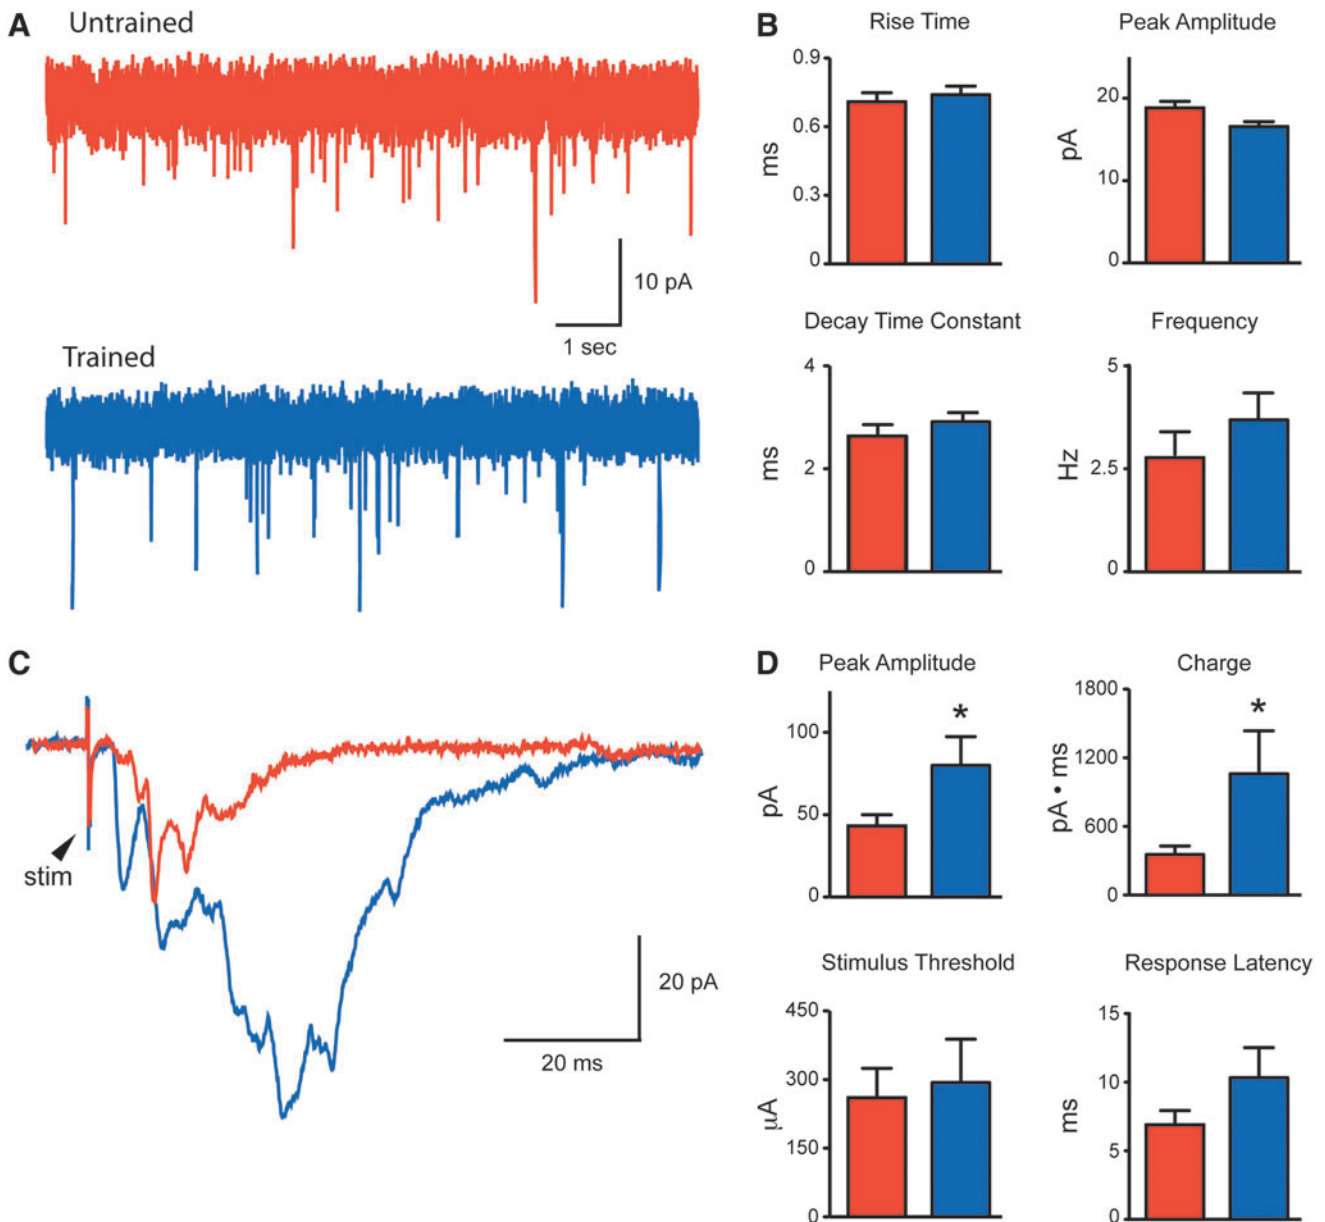 A
Untrained
10 pA
1 sec
Trained
B
Rise Time
0.9
0.6
0.3
0
ms
Peak Amplitude
20
10
0
pA
Decay Time Constant
4
2
0
ms
Frequency
5
2.5
0
Hz
C
stim
20 pA
20 ms
D
Peak Amplitude
100
50
0
pA
*
Charge
1800
1200
600
0
pA • ms
*
Stimulus Threshold
450
300
150
0
µA
Response Latency
15
10
5
0
ms